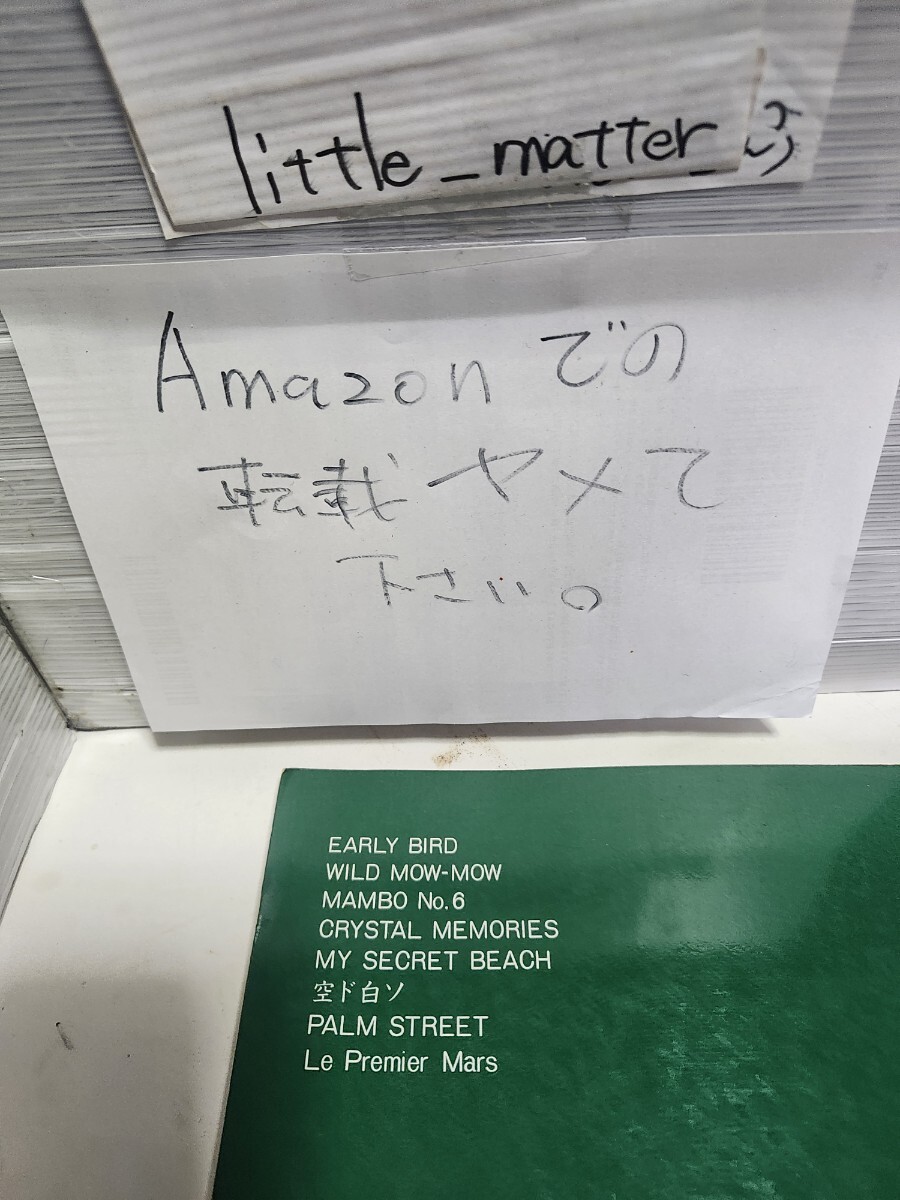 little_matter
Amazonでの
転載ヤメて
下さい。
EARLY BIRD
WILD MOW-MOW
MAMBO No.6
CRYSTAL MEMORIES
MY SECRET BEACH
空ド白ソ
PALM STREET
Le Premier Mars